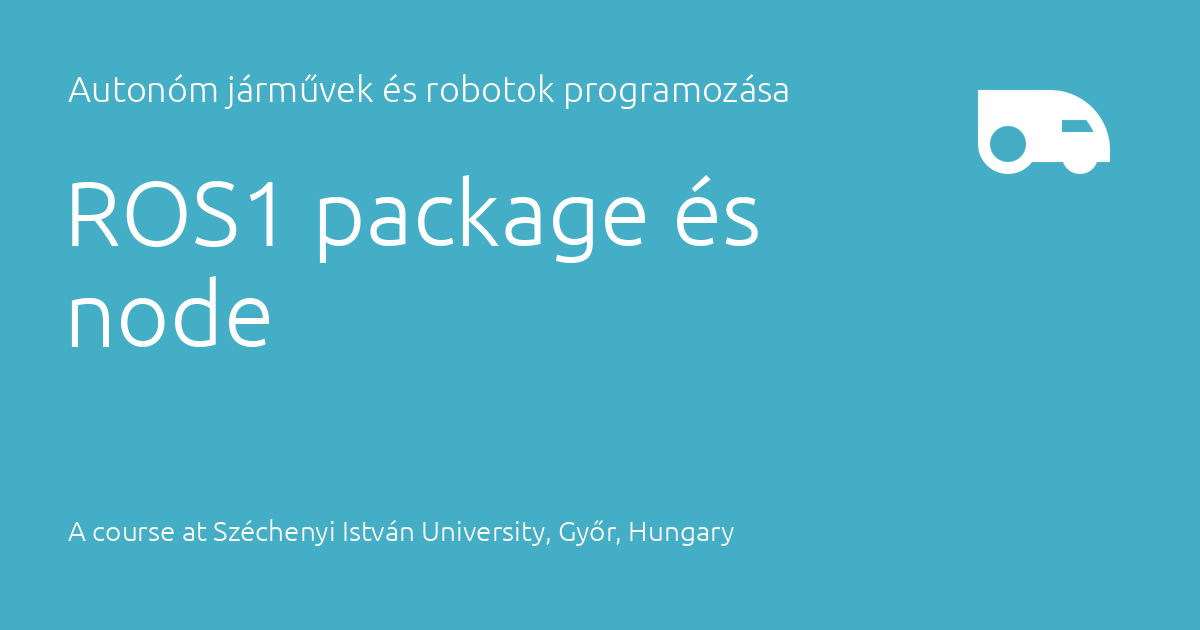 Autonóm járművek és robotok programozása
ROS1 package és
node
A course at Széchenyi István University, Győr, Hungary